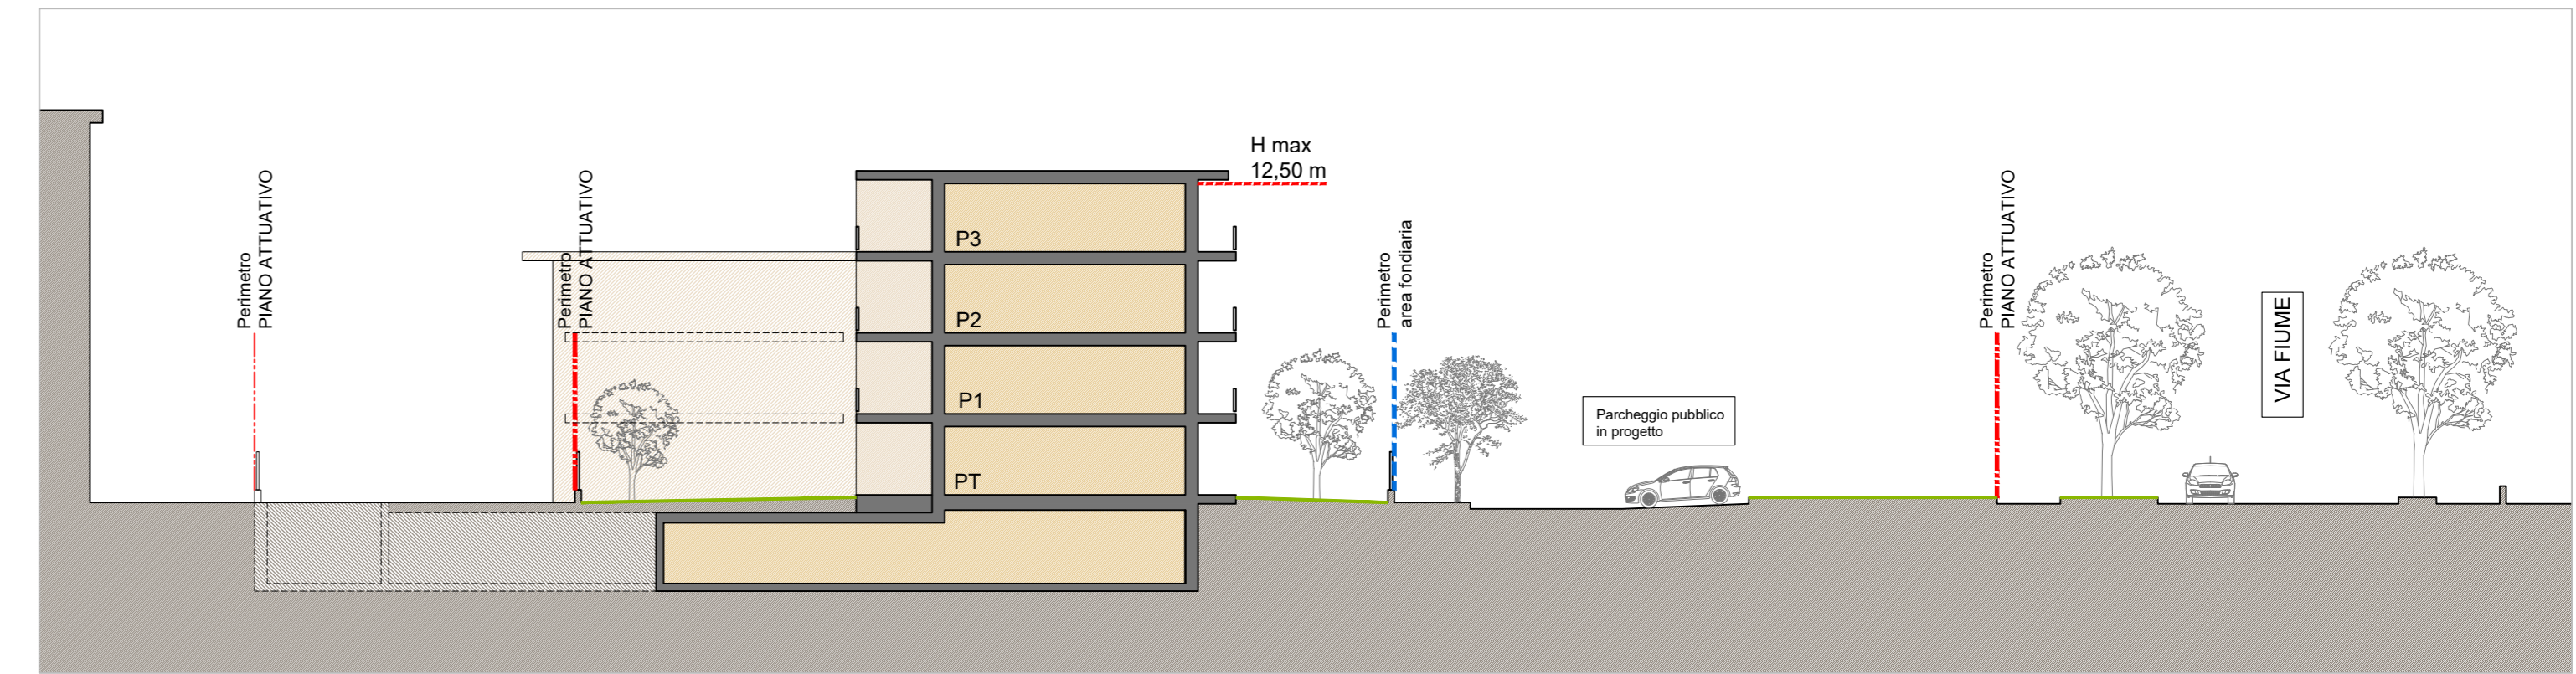 Perimetro
PIANO ATTUATIVO
Perimetro
PIANO ATTUATIVO
H max
12,50 m
P3
P2
P1
PT
Perimetro
area fondiaria
Parcheggio pubblico
in progetto
Perimetro
PIANO ATTUATIVO
VIA FIUME